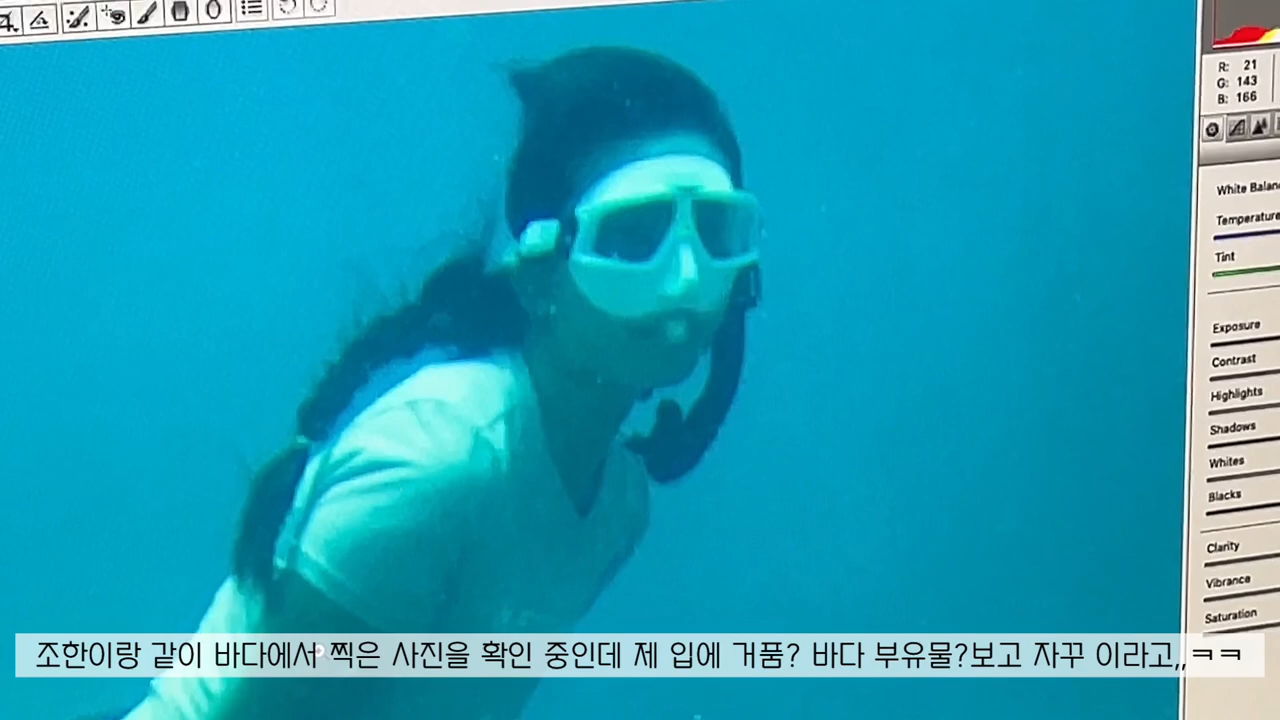 R: 21
G: 143
B: 166
White Balan
Temperature
Tint
Exposure
Contrast
Highlights
Shadows
Whites
Blacks
Clarity
Vibrance
Saturation
조한이랑 같이 바다에서 찍은 사진을 확인 중인데 제 입에 거품? 바다 부유물?보고 자꾸 이라고,,ㅋㅋ